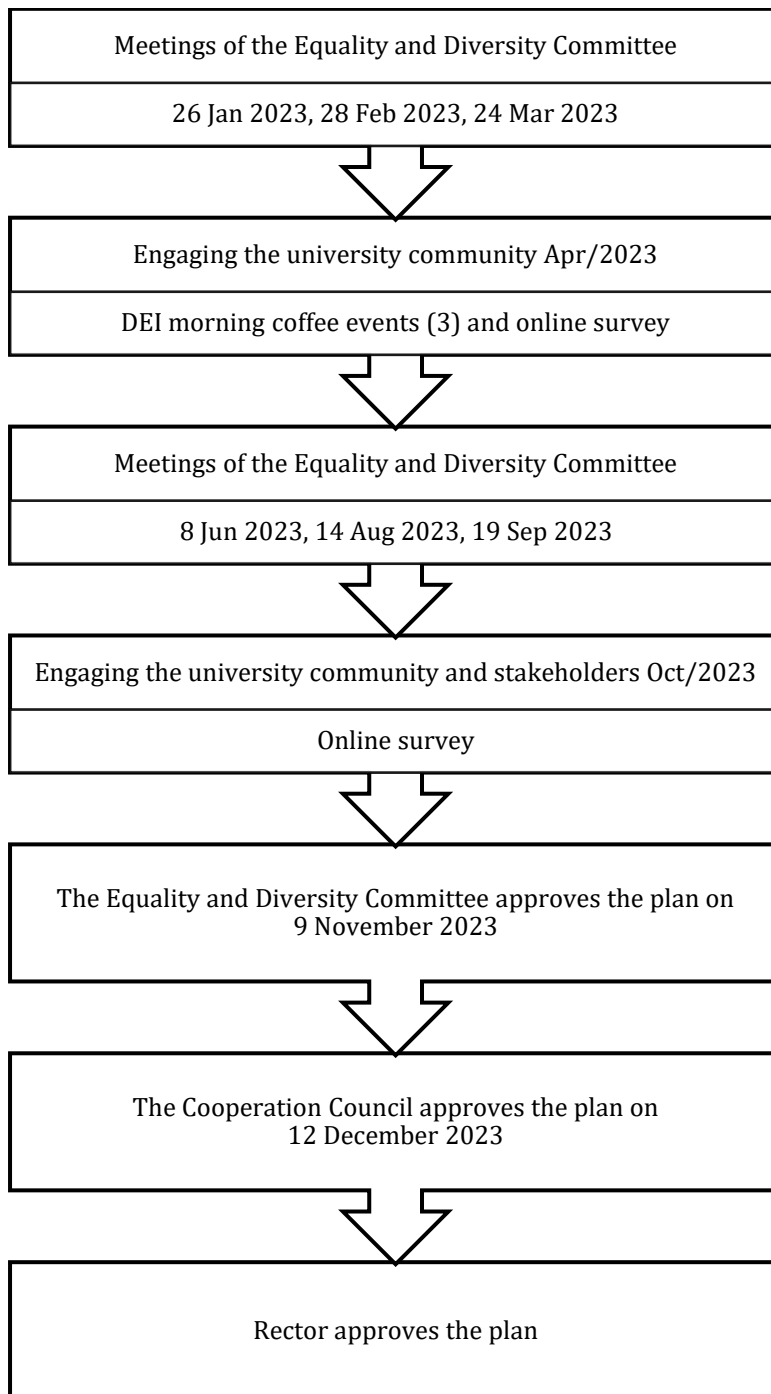 Meetings of the Equality and Diversity Committee
26 Jan 2023, 28 Feb 2023, 24 Mar 2023
Engaging the university community Apr/2023
DEI morning coffee events (3) and online survey
Meetings of the Equality and Diversity Committee
8 Jun 2023, 14 Aug 2023, 19 Sep 2023
Engaging the university community and stakeholders Oct/2023
Online survey
The Equality and Diversity Committee approves the plan on
9 November 2023
The Cooperation Council approves the plan on
12 December 2023
Rector approves the plan